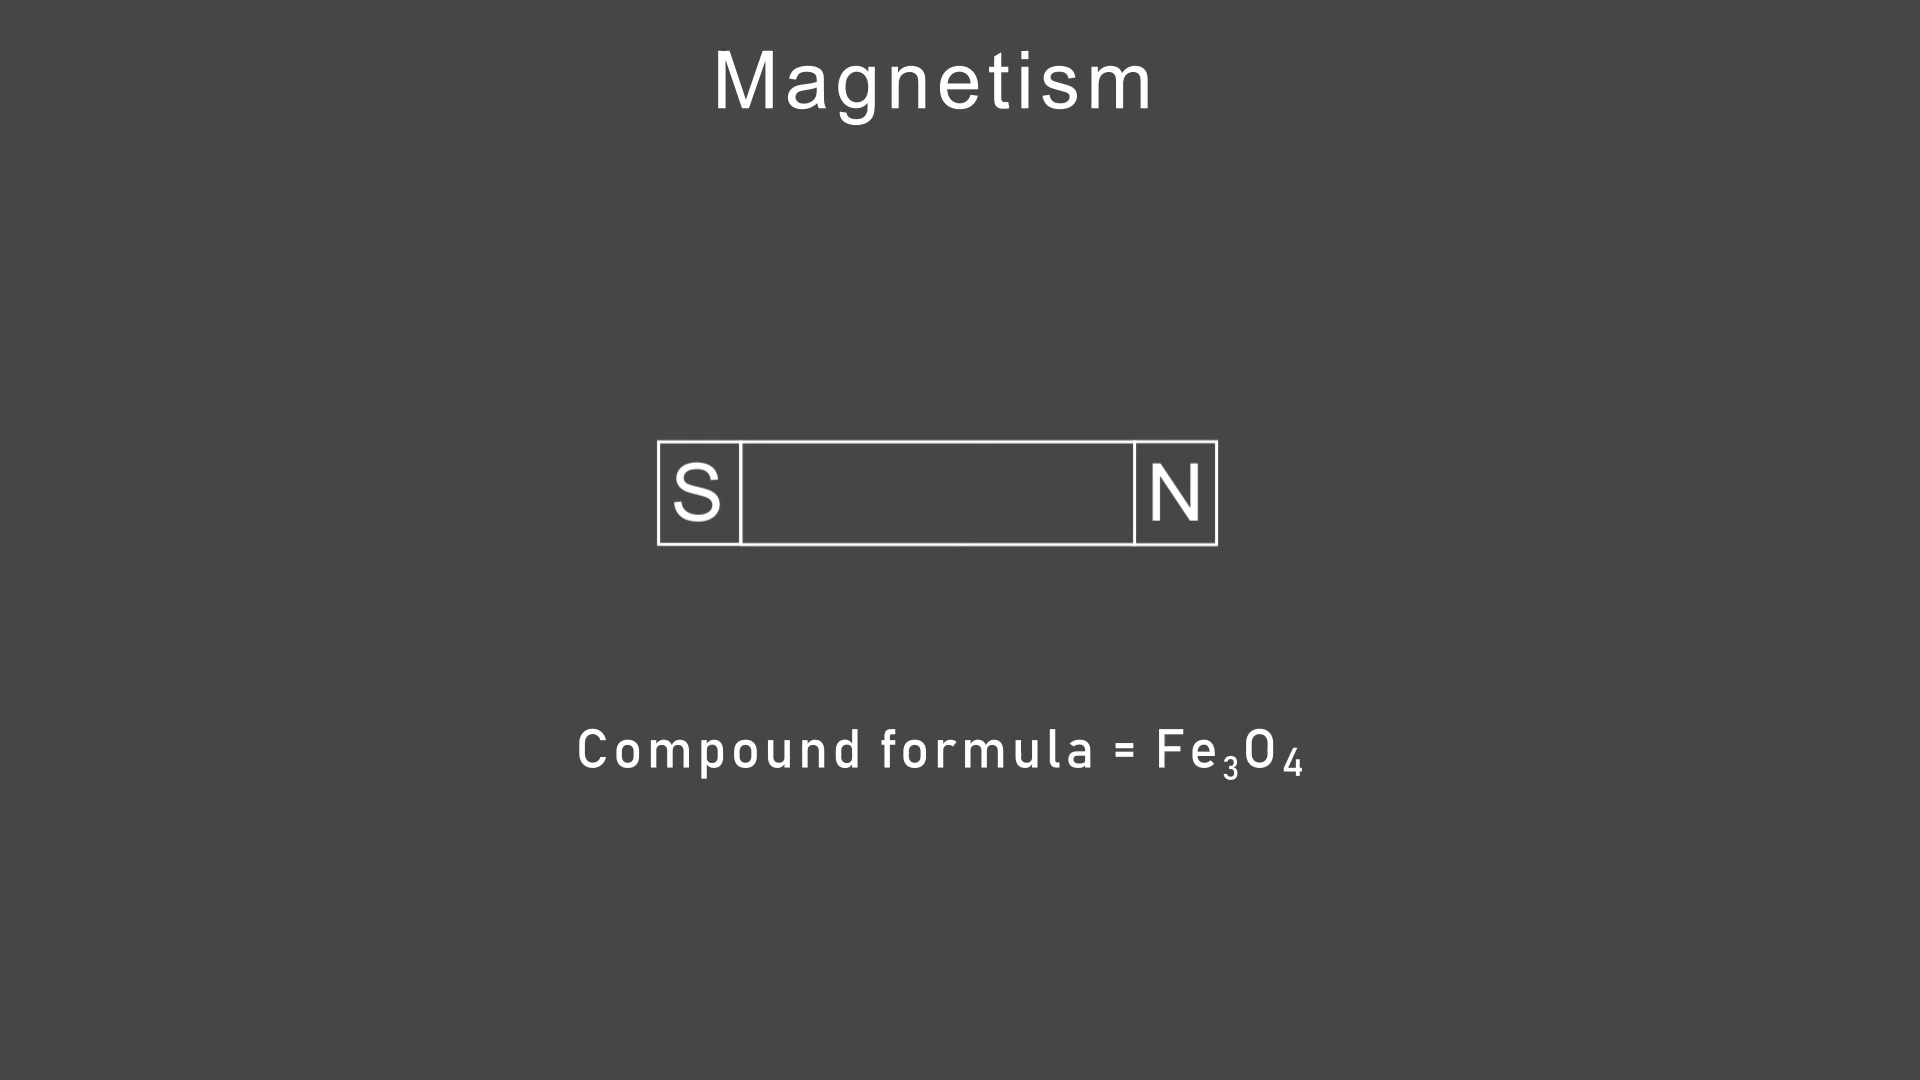 Magnetism
S N
Compound formula = Fe₃O₄